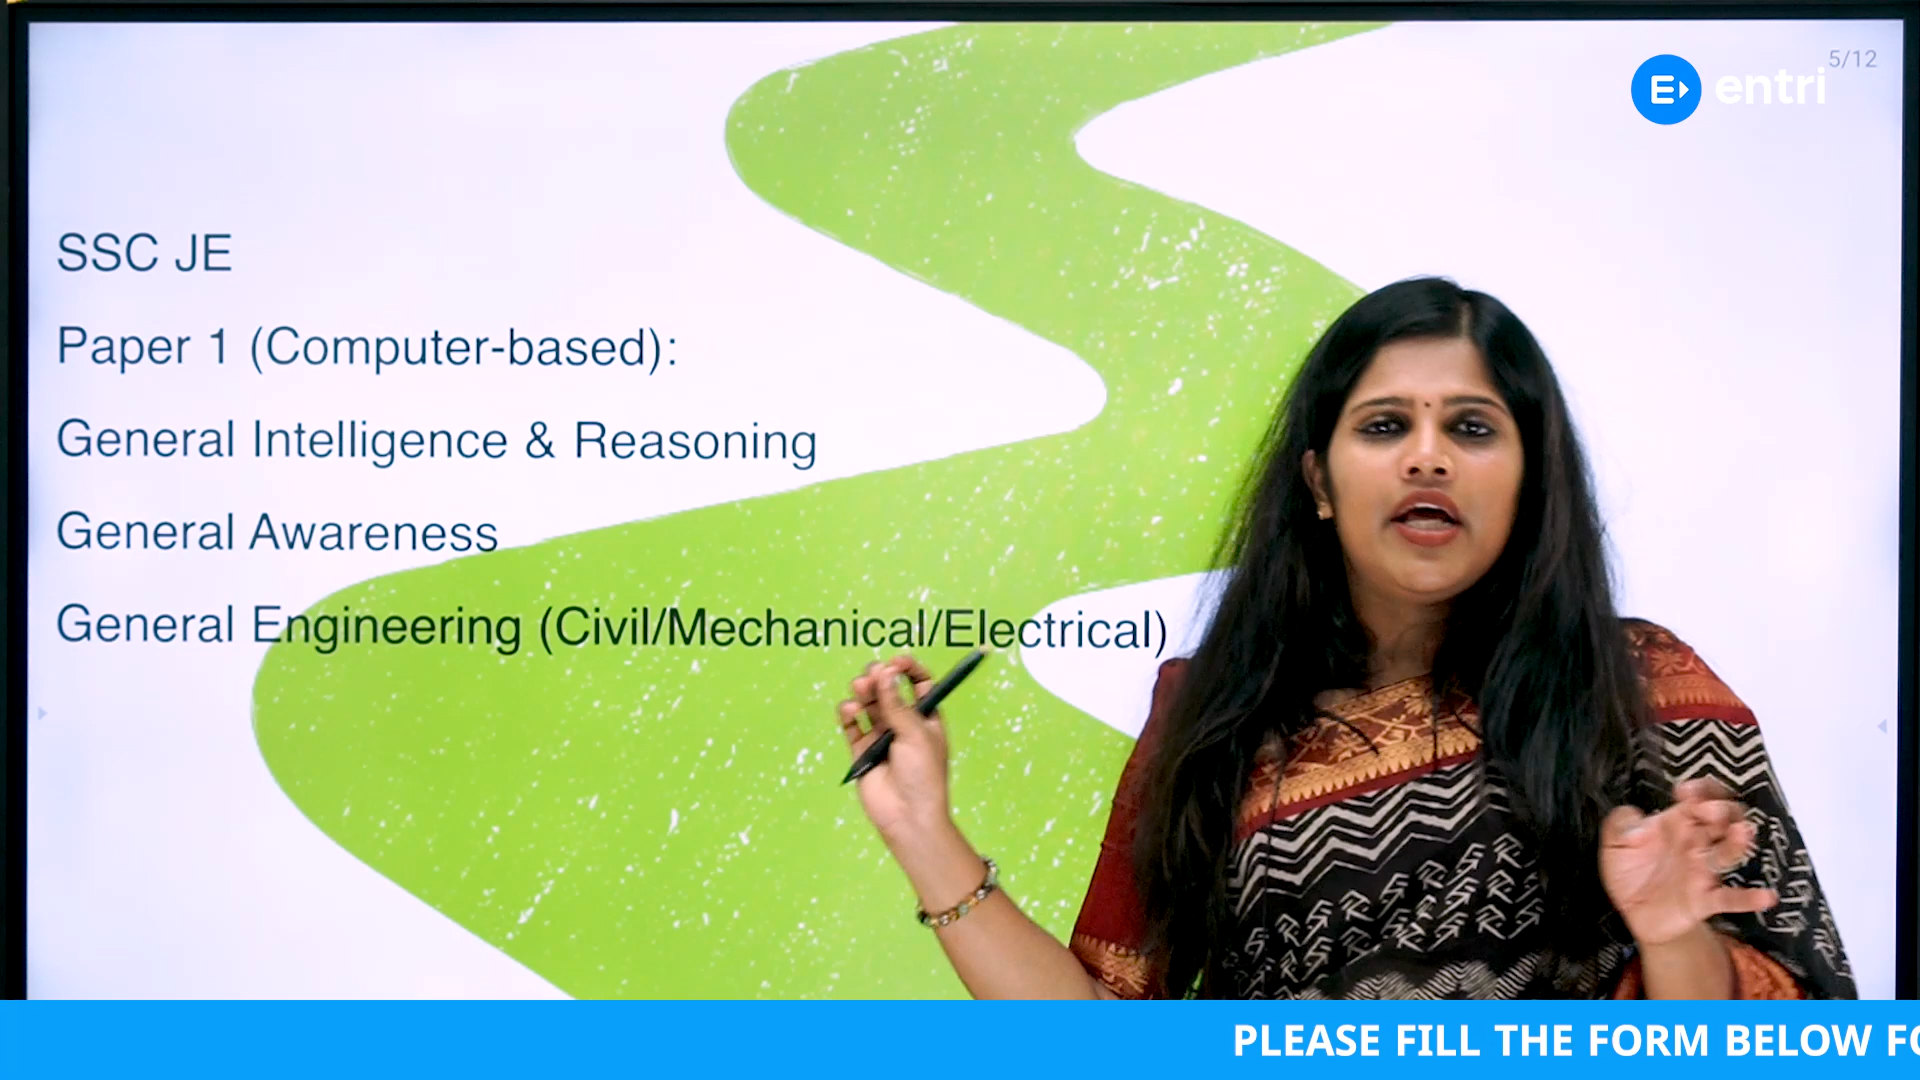 5/12
E entri
SSC JE
Paper 1 (Computer-based):
General Intelligence & Reasoning
General Awareness
General Engineering (Civil/Mechanical/Electrical)
PLEASE FILL THE FORM BELOW